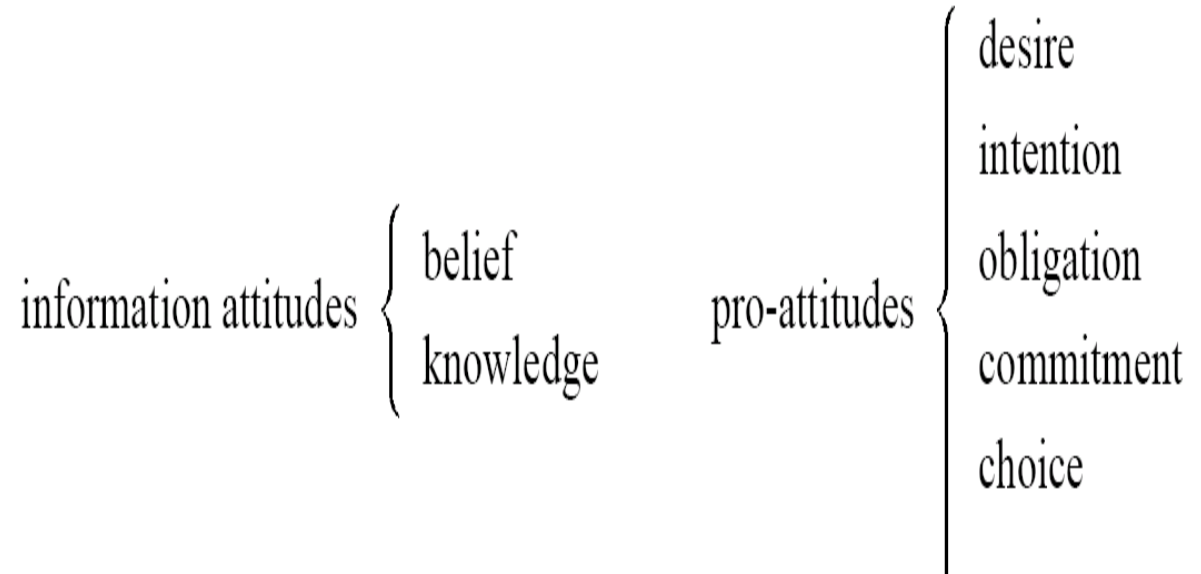 information attitudes
belief
knowledge
pro-attitudes
desire
intention
obligation
commitment
choice